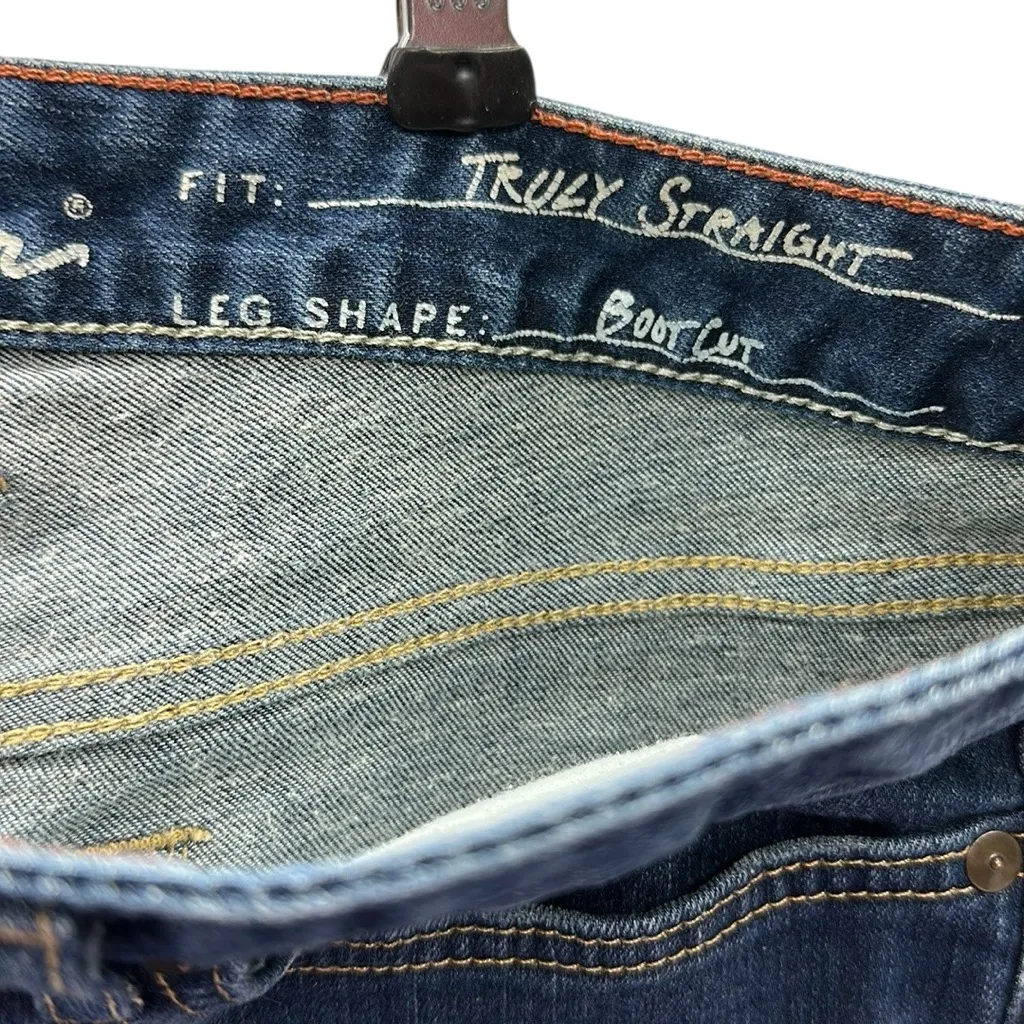 FIT: TRULY STRAIGHT
®
LEG SHAPE: BOOT CUT